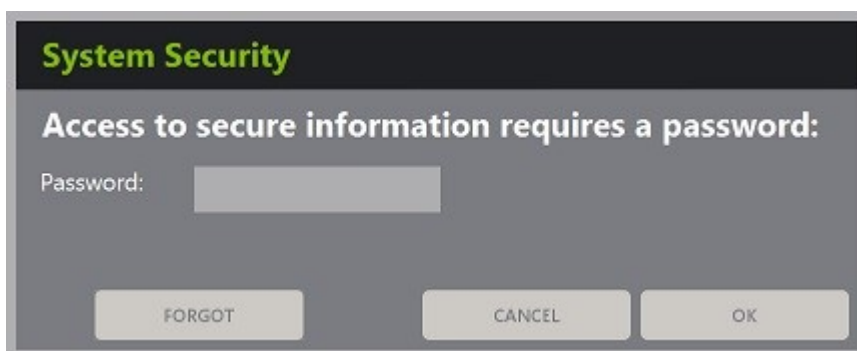 System Security
Access to secure information requires a password:
Password:
FORGOT CANCEL OK